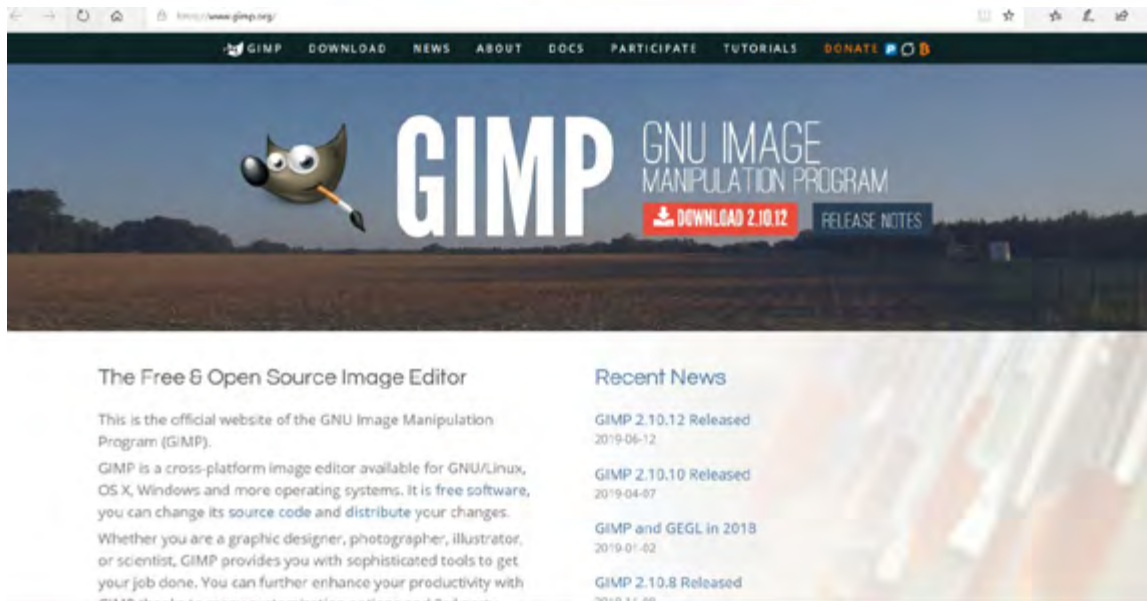 www.gimp.org/
GIMP DOWNLOAD NEWS ABOUT DOCS PARTICIPATE TUTORIALS DONATE
GIMP
GNU IMAGE
MANIPULATION PROGRAM
DOWNLOAD 2.10.12 RELEASE NOTES
The Free & Open Source Image Editor
This is the official website of the GNU Image Manipulation
Program (GIMP).
GIMP is a cross-platform image editor available for GNU/Linux,
OS X, Windows and more operating systems. It is free software,
you can change its source code and distribute your changes.
Whether you are a graphic designer, photographer, illustrator,
or scientist, GIMP provides you with sophisticated tools to get
your job done. You can further enhance your productivity with
Recent News
GIMP 2.10.12 Released
2019-06-12
GIMP 2.10.10 Released
2019-04-07
GIMP and GEGL in 2018
2019-01-02
GIMP 2.10.8 Released